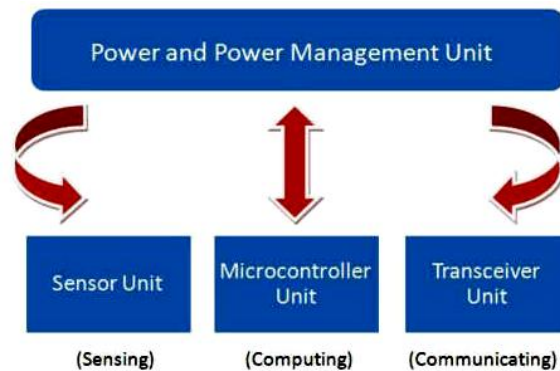 Power and Power Management Unit
Sensor Unit
Microcontroller
Unit
Transceiver
Unit
(Sensing)
(Computing)
(Communicating)